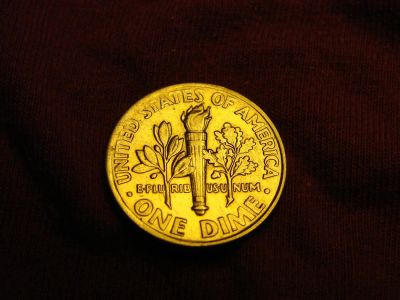 UNITED STATES OF AMERICA
· E·PLURIBUS UNUM ·
ONE DIME